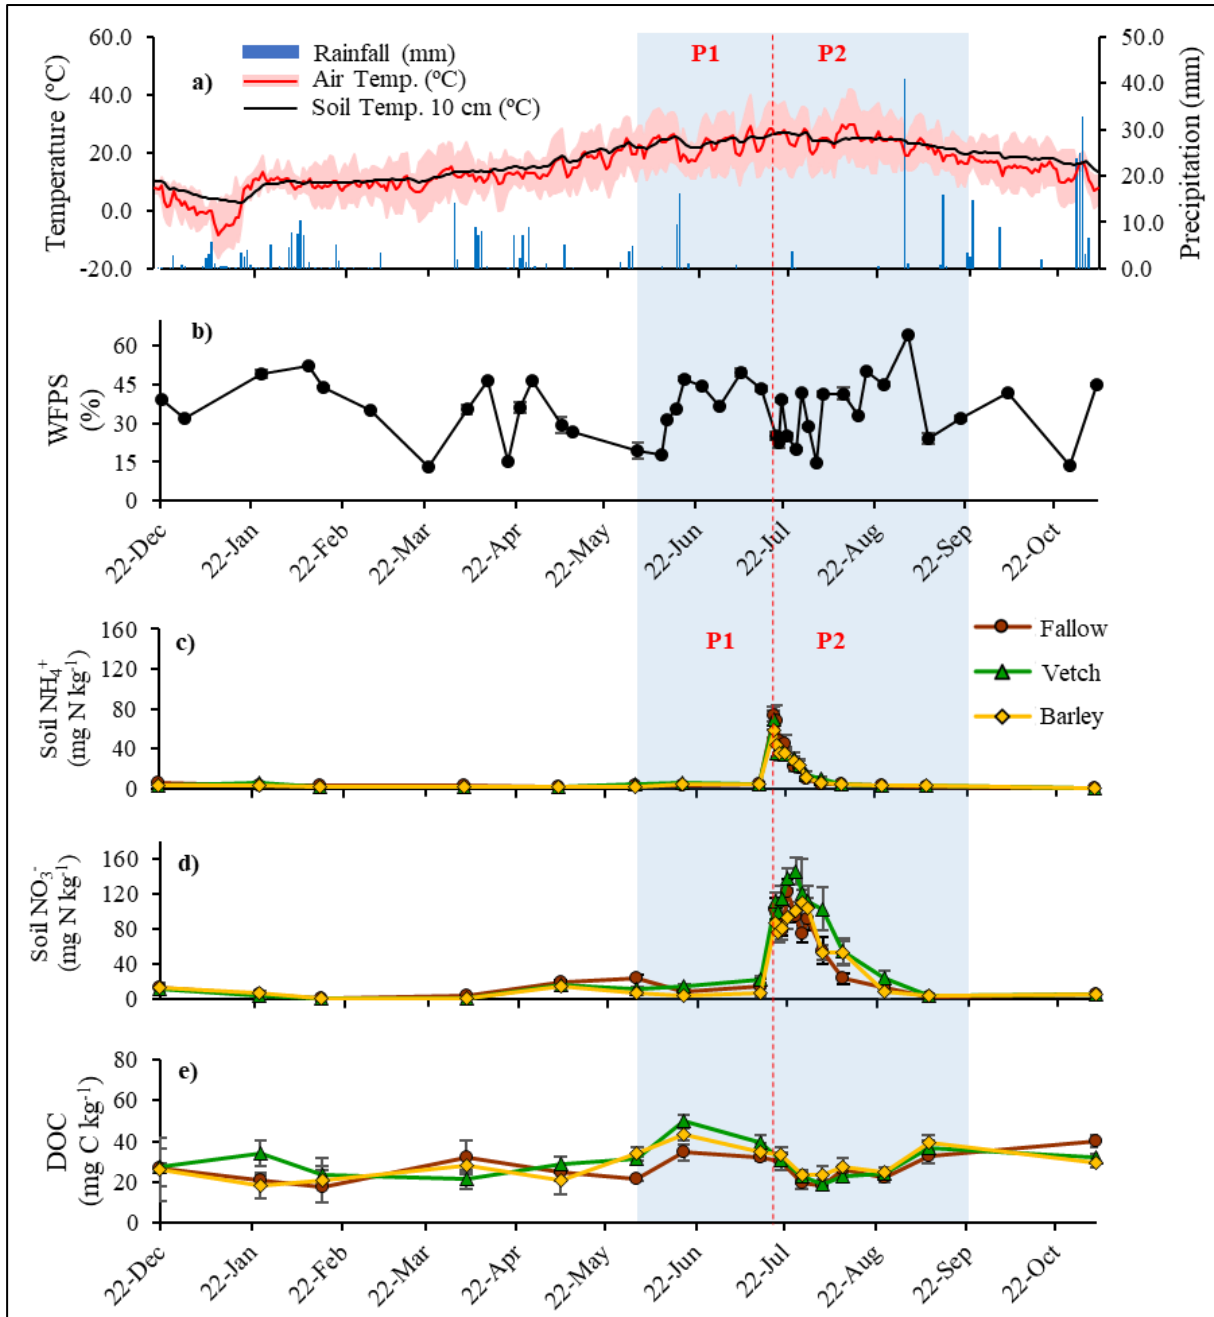 a)
Rainfall (mm)
Air Temp. (ºC)
Soil Temp. 10 cm (ºC)
P1 P2
Temperature (ºC)
60.0
40.0
20.0
0.0
-20.0
Precipitation (mm)
50.0
40.0
30.0
20.0
10.0
0.0
b)
WFPS
(%)
60
45
30
15
0
22-Dec 22-Jan 22-Feb 22-Mar 22-Apr 22-May 22-Jun 22-Jul 22-Aug 22-Sep 22-Oct
c)
P1 P2
Fallow
Vetch
Barley
Soil NH₄⁺
(mg N kg⁻¹)
160
120
80
40
0
d)
Soil NO₃⁻
(mg N kg⁻¹)
160
120
80
40
0
e)
DOC
(mg C kg⁻¹)
80
60
40
20
0
22-Dec 22-Jan 22-Feb 22-Mar 22-Apr 22-May 22-Jun 22-Jul 22-Aug 22-Sep 22-Oct